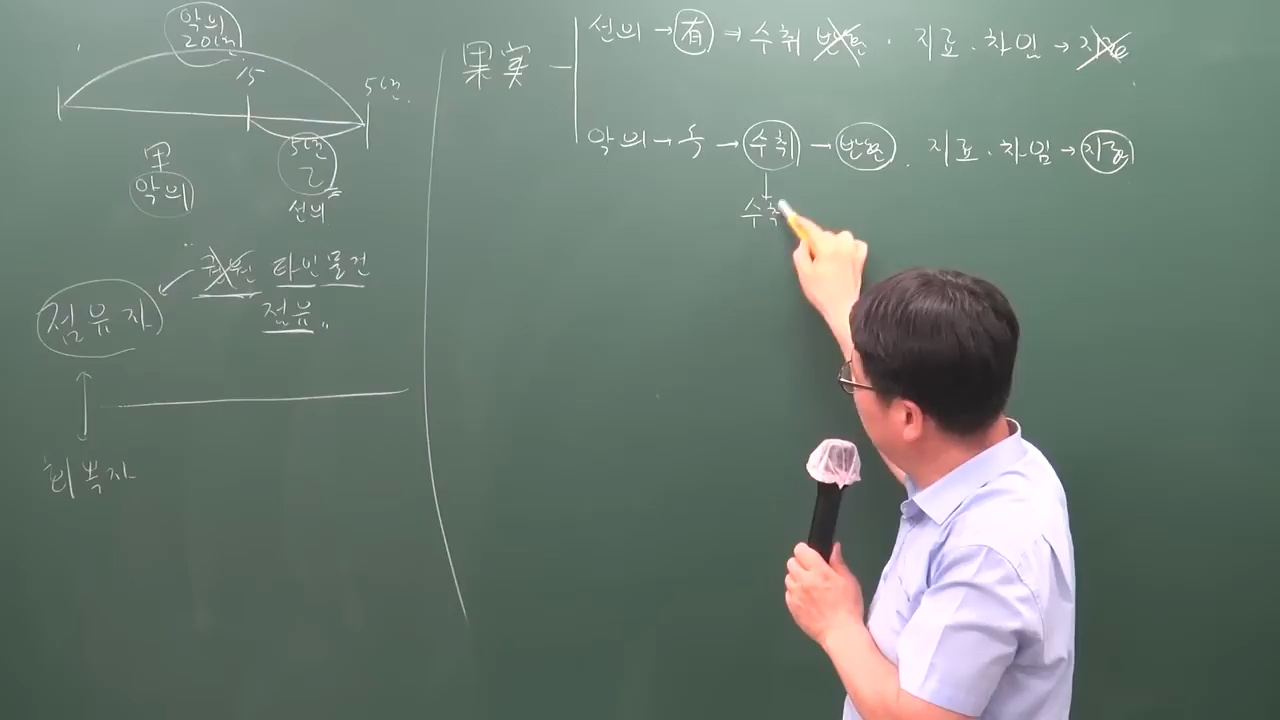 악의
20년
15
5년
甲
악의
5년
乙
선의
권원 타인 물건
점유
점유자
회복자
果実
선의 → 有 ⇒ 수취 반환 . 지료 . 차임 → 지급
악의 → 수취 → 반환 . 지료 . 차임 → 지급
수취